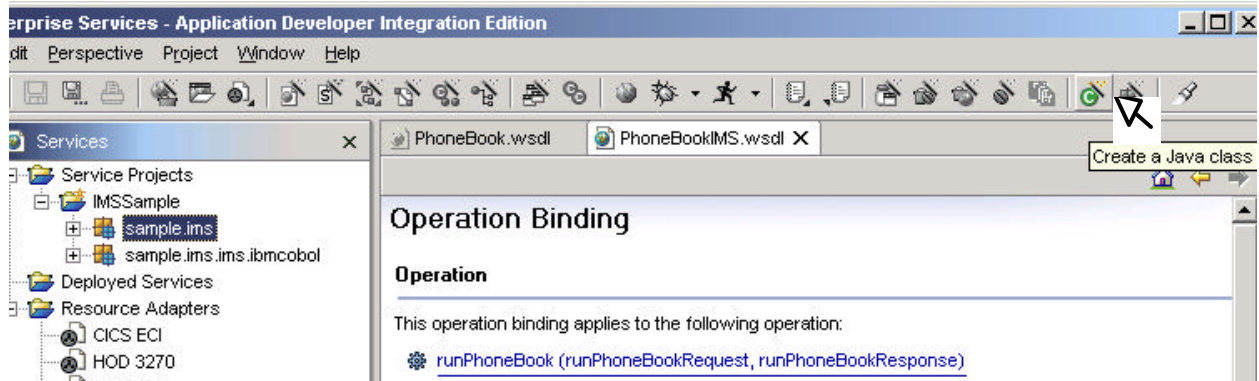 erprise Services - Application Developer Integration Edition
dit Perspective Project Window Help
Services
PhoneBook.wsdl PhoneBookIMS.wsdl
Create a Java class
Service Projects
IMSSample
sample.ims
sample.ims.ims.ibmcobol
Deployed Services
Resource Adapters
CICS ECI
HOD 3270
Operation Binding
Operation
This operation binding applies to the following operation:
runPhoneBook (runPhoneBookRequest, runPhoneBookResponse)